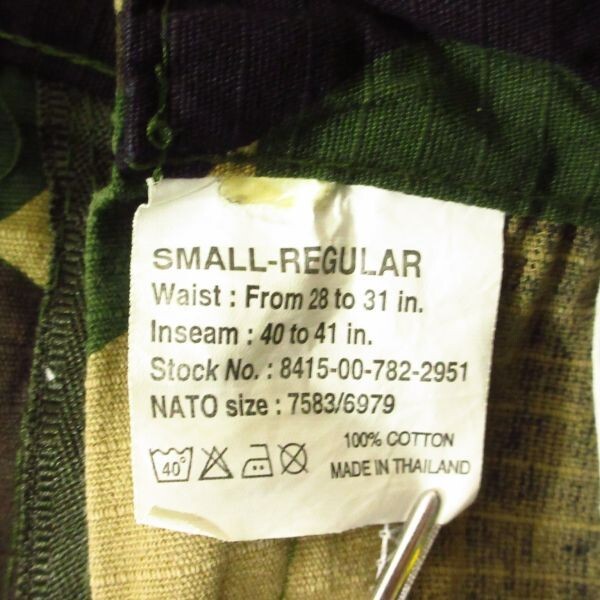 SMALL-REGULAR
Waist : From 28 to 31 in.
Inseam : 40 to 41 in.
Stock No. : 8415-00-782-2951
NATO size : 7583/6979
40°
100% COTTON
MADE IN THAILAND